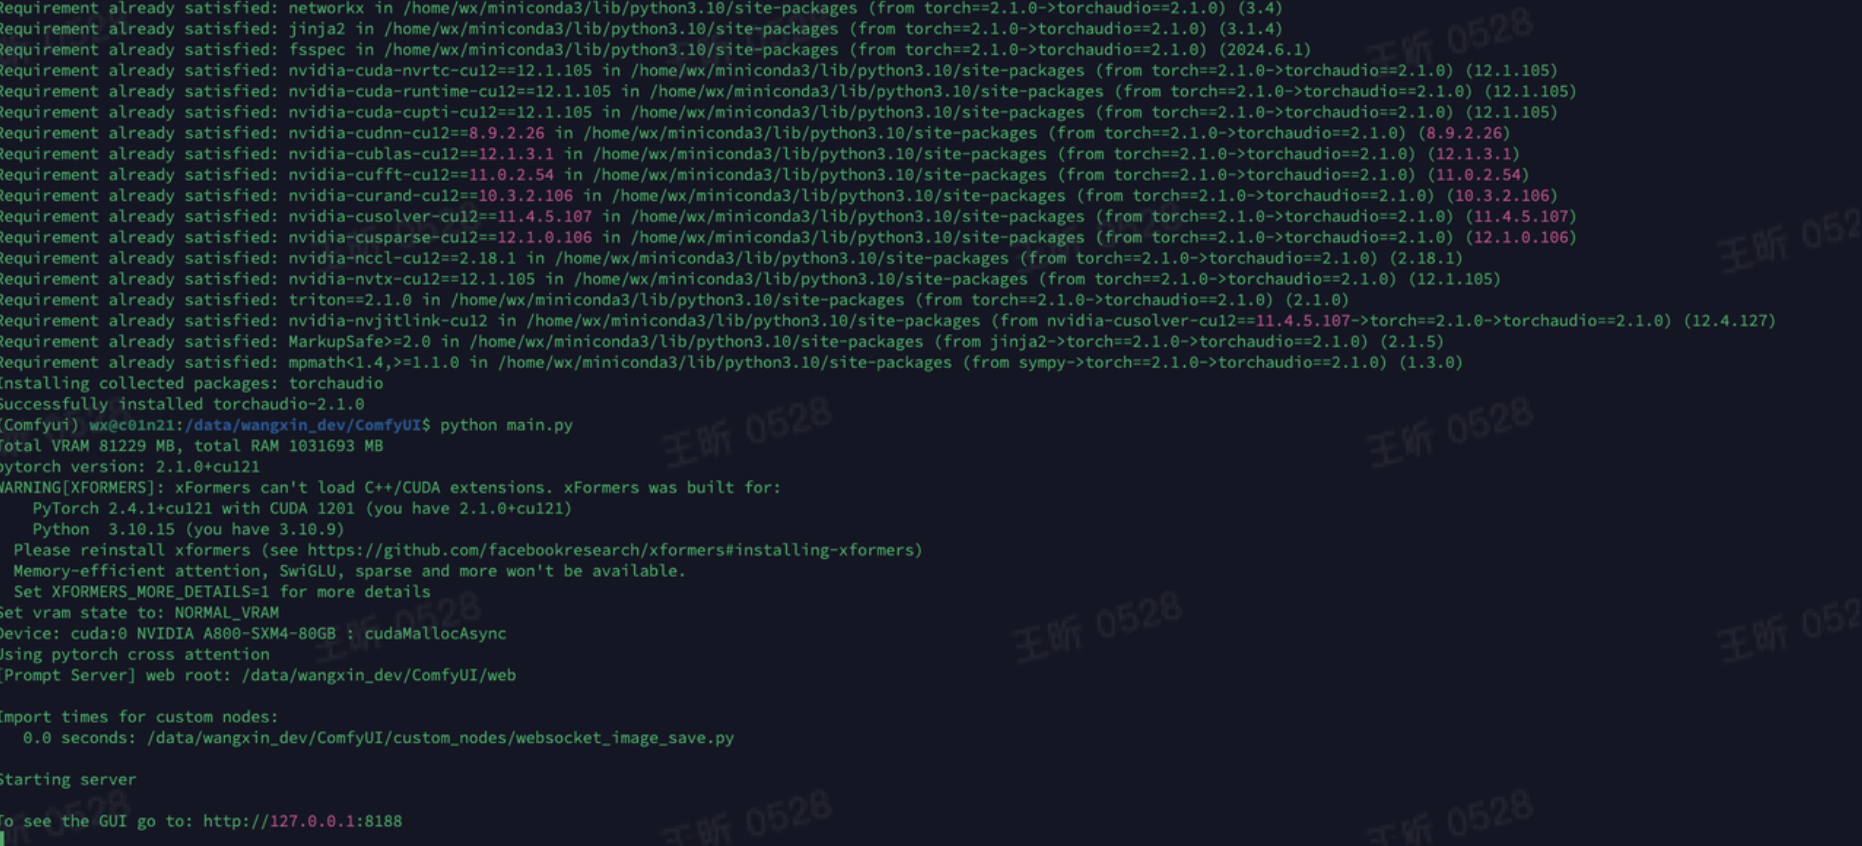 Requirement already satisfied: networkx in /home/wx/miniconda3/lib/python3.10/site-packages (from torch==2.1.0->torchaudio==2.1.0) (3.4)
Requirement already satisfied: jinja2 in /home/wx/miniconda3/lib/python3.10/site-packages (from torch==2.1.0->torchaudio==2.1.0) (3.1.4)
Requirement already satisfied: fsspec in /home/wx/miniconda3/lib/python3.10/site-packages (from torch==2.1.0->torchaudio==2.1.0) (2024.6.1)
Requirement already satisfied: nvidia-cuda-nvrtc-cu12==12.1.105 in /home/wx/miniconda3/lib/python3.10/site-packages (from torch==2.1.0->torchaudio==2.1.0) (12.1.105)
Requirement already satisfied: nvidia-cuda-runtime-cu12==12.1.105 in /home/wx/miniconda3/lib/python3.10/site-packages (from torch==2.1.0->torchaudio==2.1.0) (12.1.105)
Requirement already satisfied: nvidia-cuda-cupti-cu12==12.1.105 in /home/wx/miniconda3/lib/python3.10/site-packages (from torch==2.1.0->torchaudio==2.1.0) (12.1.105)
Requirement already satisfied: nvidia-cudnn-cu12==8.9.2.26 in /home/wx/miniconda3/lib/python3.10/site-packages (from torch==2.1.0->torchaudio==2.1.0) (8.9.2.26)
Requirement already satisfied: nvidia-cublas-cu12==12.1.3.1 in /home/wx/miniconda3/lib/python3.10/site-packages (from torch==2.1.0->torchaudio==2.1.0) (12.1.3.1)
Requirement already satisfied: nvidia-cufft-cu12==11.0.2.54 in /home/wx/miniconda3/lib/python3.10/site-packages (from torch==2.1.0->torchaudio==2.1.0) (11.0.2.54)
Requirement already satisfied: nvidia-curand-cu12==10.3.2.106 in /home/wx/miniconda3/lib/python3.10/site-packages (from torch==2.1.0->torchaudio==2.1.0) (10.3.2.106)
Requirement already satisfied: nvidia-cusolver-cu12==11.4.5.107 in /home/wx/miniconda3/lib/python3.10/site-packages (from torch==2.1.0->torchaudio==2.1.0) (11.4.5.107)
Requirement already satisfied: nvidia-cusparse-cu12==12.1.0.106 in /home/wx/miniconda3/lib/python3.10/site-packages (from torch==2.1.0->torchaudio==2.1.0) (12.1.0.106)
Requirement already satisfied: nvidia-nccl-cu12==2.18.1 in /home/wx/miniconda3/lib/python3.10/site-packages (from torch==2.1.0->torchaudio==2.1.0) (2.18.1)
Requirement already satisfied: nvidia-nvtx-cu12==12.1.105 in /home/wx/miniconda3/lib/python3.10/site-packages (from torch==2.1.0->torchaudio==2.1.0) (12.1.105)
Requirement already satisfied: triton==2.1.0 in /home/wx/miniconda3/lib/python3.10/site-packages (from torch==2.1.0->torchaudio==2.1.0) (2.1.0)
Requirement already satisfied: nvidia-nvjitlink-cu12 in /home/wx/miniconda3/lib/python3.10/site-packages (from nvidia-cusolver-cu12==11.4.5.107->torch==2.1.0->torchaudio==2.1.0) (12.4.127)
Requirement already satisfied: MarkupSafe>=2.0 in /home/wx/miniconda3/lib/python3.10/site-packages (from jinja2->torch==2.1.0->torchaudio==2.1.0) (2.1.5)
Requirement already satisfied: mpmath<1.4,>=1.1.0 in /home/wx/miniconda3/lib/python3.10/site-packages (from sympy->torch==2.1.0->torchaudio==2.1.0) (1.3.0)
Installing collected packages: torchaudio
Successfully installed torchaudio-2.1.0
(Comfyui) wx@c01n21:/data/wangxin_dev/ComfyUI$ python main.py
Total VRAM 81229 MB, total RAM 1031693 MB
pytorch version: 2.1.0+cu121
WARNING[XFORMERS]: xFormers can't load C++/CUDA extensions. xFormers was built for:
    PyTorch 2.4.1+cu121 with CUDA 1201 (you have 2.1.0+cu121)
    Python  3.10.15 (you have 3.10.9)
  Please reinstall xformers (see https://github.com/facebookresearch/xformers#installing-xformers)
  Memory-efficient attention, SwiGLU, sparse and more won't be available.
  Set XFORMERS_MORE_DETAILS=1 for more details
Set vram state to: NORMAL_VRAM
Device: cuda:0 NVIDIA A800-SXM4-80GB : cudaMallocAsync
Using pytorch cross attention
[Prompt Server] web root: /data/wangxin_dev/ComfyUI/web
Import times for custom nodes:
   0.0 seconds: /data/wangxin_dev/ComfyUI/custom_nodes/websocket_image_save.py
Starting server
To see the GUI go to: http://127.0.0.1:8188
王昕 0528